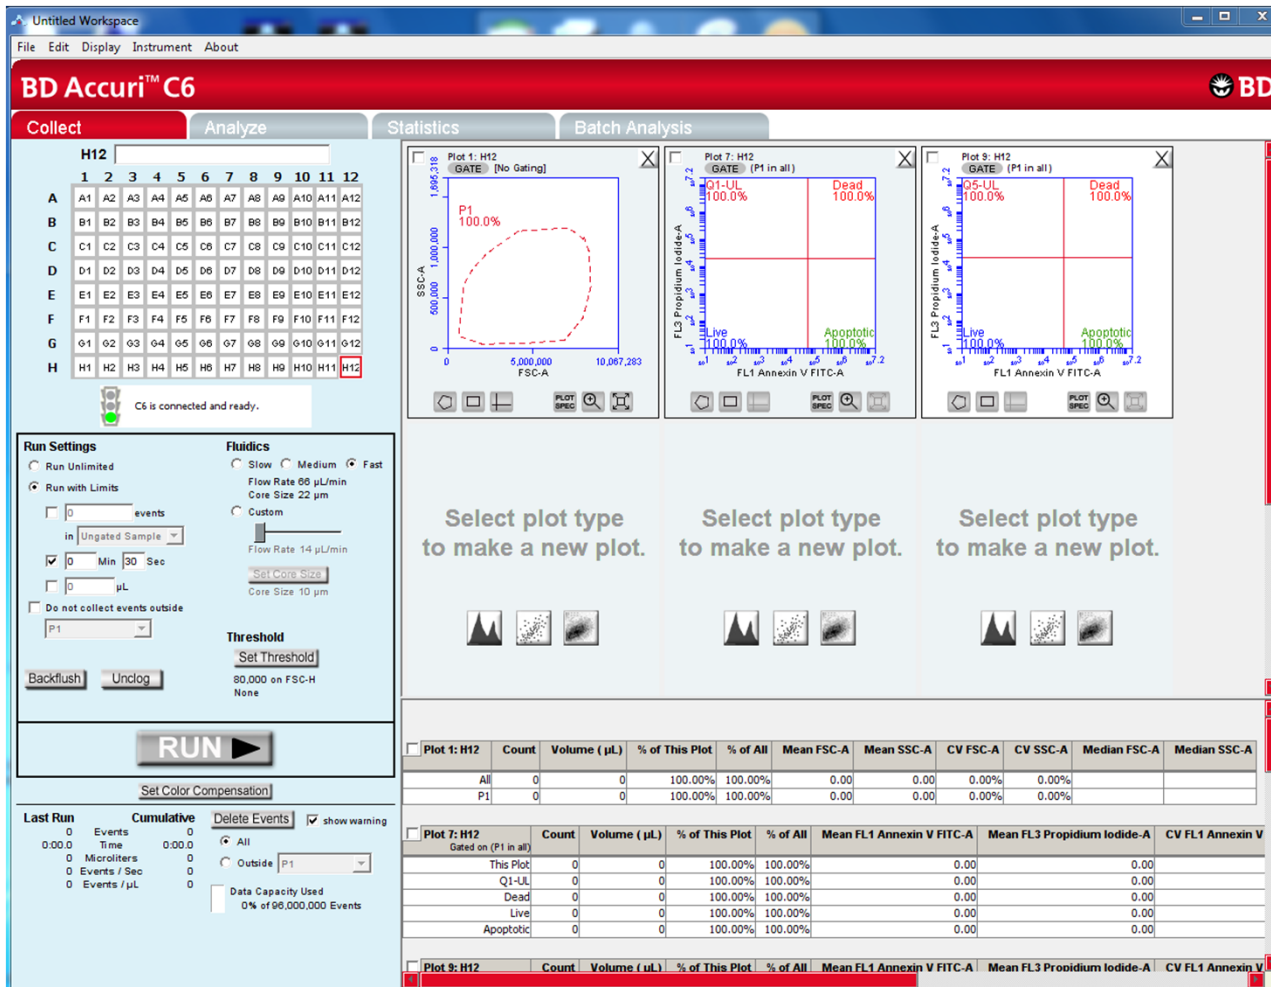 Untitled Workspace
File Edit Display Instrument About
BD Accuri™ C6
BD
Collect Analyze Statistics Batch Analysis
H12
1 2 3 4 5 6 7 8 9 10 11 12
A A1 A2 A3 A4 A5 A6 A7 A8 A9 A10 A11 A12
B B1 B2 B3 B4 B5 B6 B7 B8 B9 B10 B11 B12
C C1 C2 C3 C4 C5 C6 C7 C8 C9 C10 C11 C12
D D1 D2 D3 D4 D5 D6 D7 D8 D9 D10 D11 D12
E E1 E2 E3 E4 E5 E6 E7 E8 E9 E10 E11 E12
F F1 F2 F3 F4 F5 F6 F7 F8 F9 F10 F11 F12
G G1 G2 G3 G4 G5 G6 G7 G8 G9 G10 G11 G12
H H1 H2 H3 H4 H5 H6 H7 H8 H9 H10 H11 H12
C6 is connected and ready.
Run Settings
Run Unlimited
Run with Limits
0 events
in Ungated Sample
0 Min 30 Sec
0 µL
Do not collect events outside
P1
Backflush Unclog
Fluidics
Slow Medium Fast
Flow Rate 66 µL/min
Core Size 22 µm
Custom
Flow Rate 14 µL/min
Set Core Size
Core Size 10 µm
Threshold
Set Threshold
80,000 on FSC-H
None
RUN
Set Color Compensation
Last Run Cumulative
0 Events 0
0:00.0 Time 0:00.0
0 Microliters 0
0 Events / Sec 0
0 Events / µL 0
Delete Events show warning
All
Outside P1
Data Capacity Used
0% of 96,000,000 Events
Plot 1: H12
GATE [No Gating]
P1
100.0%
SSC-A
0 500,000 1,000,000 1,695,318
0 5,000,000 10,067,283
FSC-A
PLOT SPEC
Plot 7: H12
GATE (P1 in all)
Q1-UL
100.0%
Dead
100.0%
Live
100.0%
Apoptotic
100.0%
FL3 Propidium Iodide-A
FL1 Annexin V FITC-A
PLOT SPEC
Plot 9: H12
GATE (P1 in all)
Q5-UL
100.0%
Dead
100.0%
Live
100.0%
Apoptotic
100.0%
FL3 Propidium Iodide-A
FL1 Annexin V FITC-A
PLOT SPEC
Select plot type
to make a new plot.
Select plot type
to make a new plot.
Select plot type
to make a new plot.
Plot 1: H12 Count Volume ( µL) % of This Plot % of All Mean FSC-A Mean SSC-A CV FSC-A CV SSC-A Median FSC-A Median SSC-A
All 0 0 100.00% 100.00% 0.00 0.00 0.00% 0.00%
P1 0 0 100.00% 100.00% 0.00 0.00 0.00% 0.00%
Plot 7: H12 Count Volume ( µL) % of This Plot % of All Mean FL1 Annexin V FITC-A Mean FL3 Propidium Iodide-A CV FL1 Annexin V
Gated on (P1 in all)
This Plot 0 0 100.00% 100.00% 0.00 0.00
Q1-UL 0 0 100.00% 100.00% 0.00 0.00
Dead 0 0 100.00% 100.00% 0.00 0.00
Live 0 0 100.00% 100.00% 0.00 0.00
Apoptotic 0 0 100.00% 100.00% 0.00 0.00
Plot 9: H12 Count Volume ( µL) % of This Plot % of All Mean FL1 Annexin V FITC-A Mean FL3 Propidium Iodide-A CV FL1 Annexin V